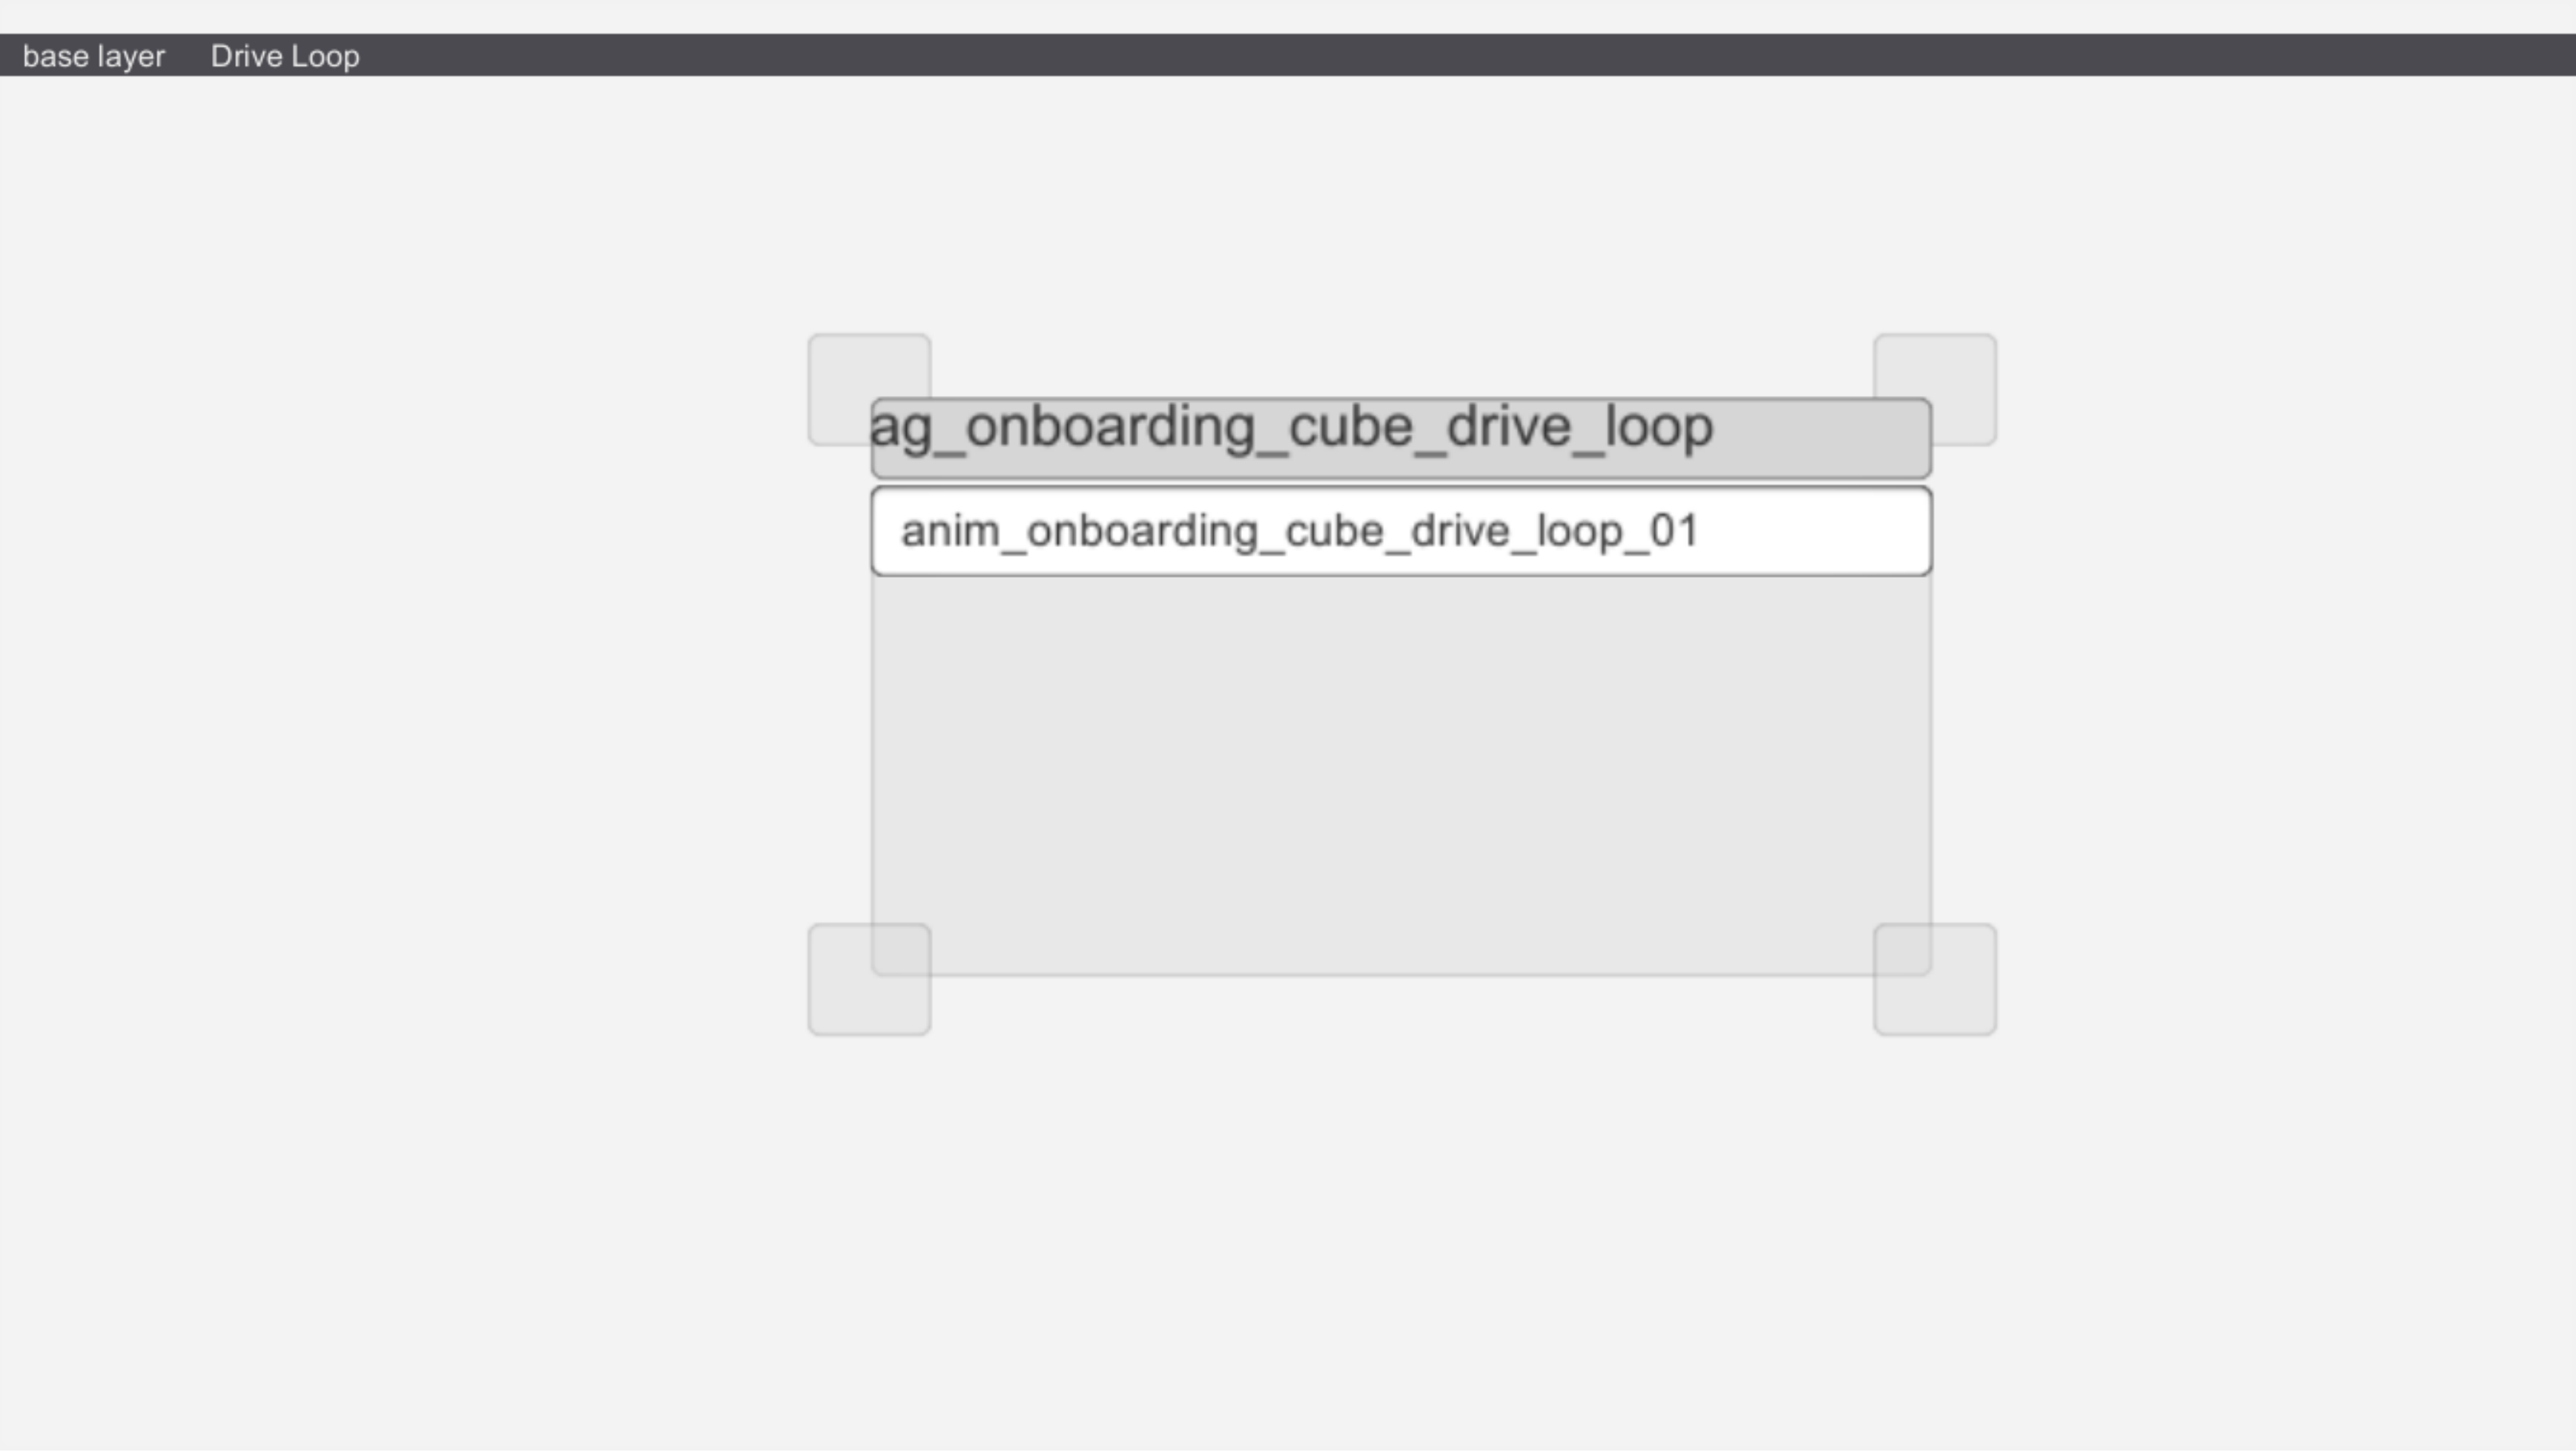 base layer Drive Loop
ag_onboarding_cube_drive_loop
anim_onboarding_cube_drive_loop_01